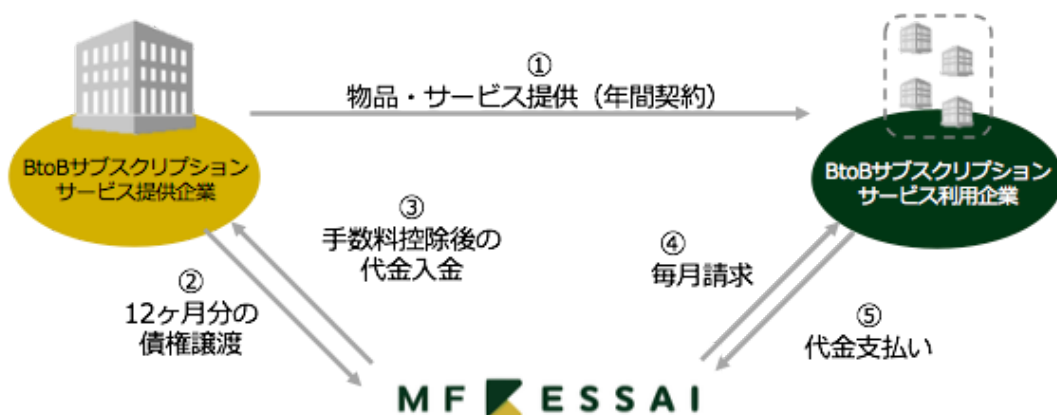 ①
物品・サービス提供（年間契約）
BtoBサブスクリプション
サービス提供企業
BtoBサブスクリプション
サービス利用企業
③
手数料控除後の
代金入金
②
12ヶ月分の
債権譲渡
④
毎月請求
⑤
代金支払い
MF KESSAI